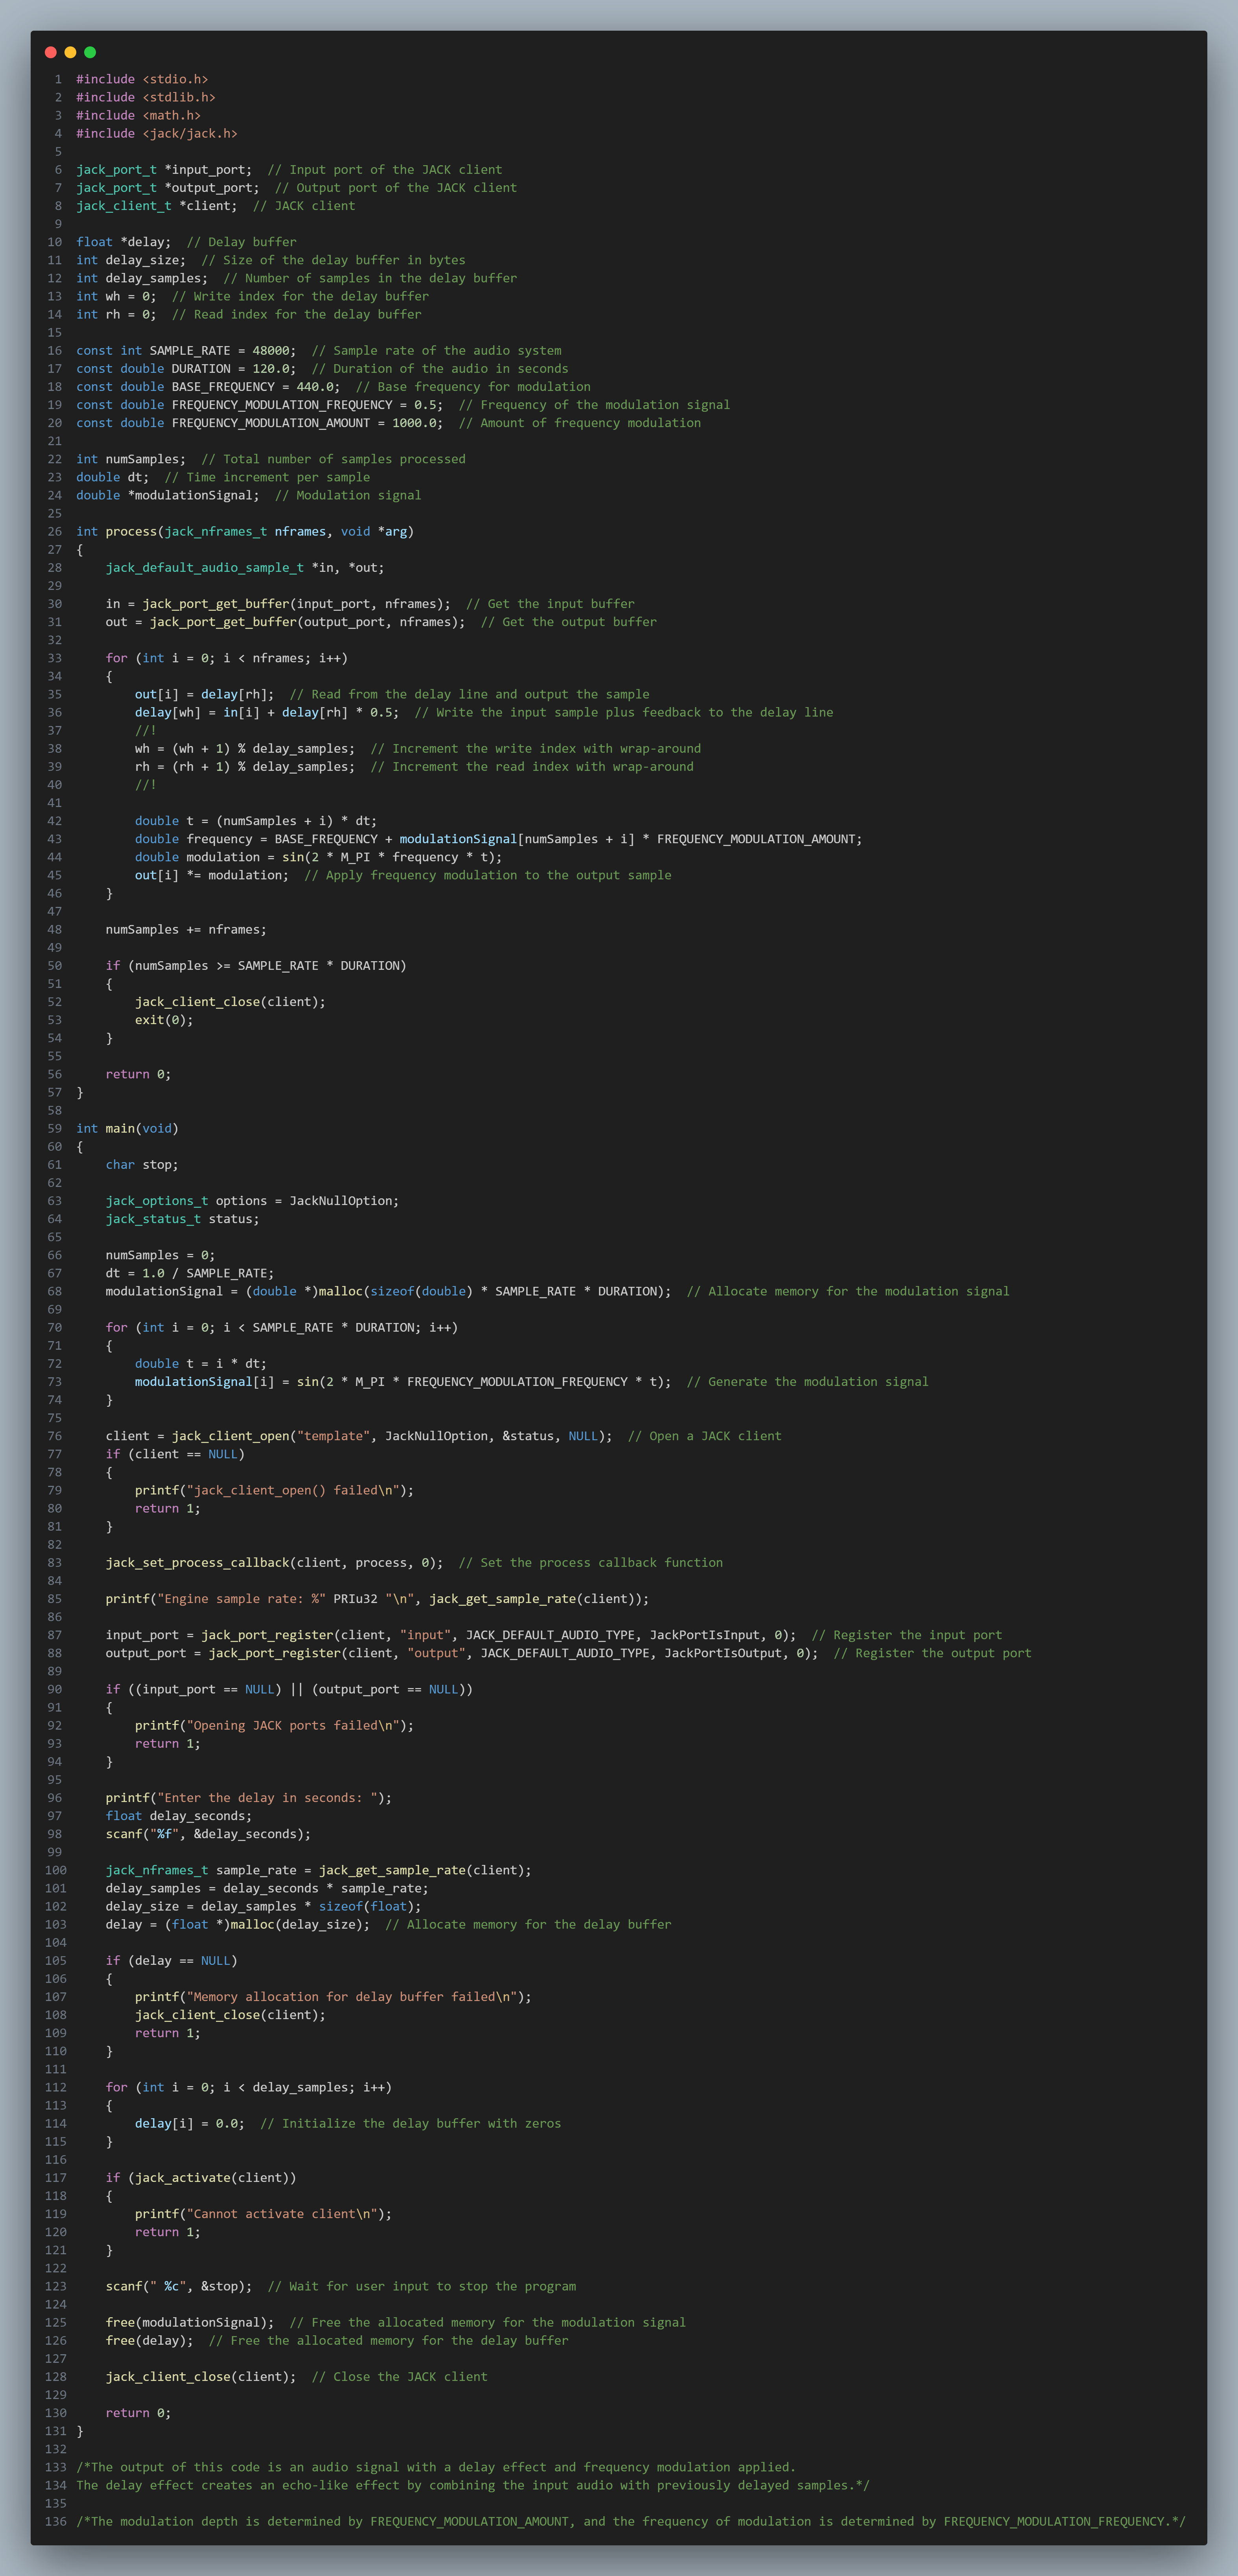 1 #include <stdio.h>
2 #include <stdlib.h>
3 #include <math.h>
4 #include <jack/jack.h>
5
6 jack_port_t *input_port;  // Input port of the JACK client
7 jack_port_t *output_port;  // Output port of the JACK client
8 jack_client_t *client;  // JACK client
9
10 float *delay;  // Delay buffer
11 int delay_size;  // Size of the delay buffer in bytes
12 int delay_samples;  // Number of samples in the delay buffer
13 int wh = 0;  // Write index for the delay buffer
14 int rh = 0;  // Read index for the delay buffer
15
16 const int SAMPLE_RATE = 48000;  // Sample rate of the audio system
17 const double DURATION = 120.0;  // Duration of the audio in seconds
18 const double BASE_FREQUENCY = 440.0;  // Base frequency for modulation
19 const double FREQUENCY_MODULATION_FREQUENCY = 0.5;  // Frequency of the modulation signal
20 const double FREQUENCY_MODULATION_AMOUNT = 1000.0;  // Amount of frequency modulation
21
22 int numSamples;  // Total number of samples processed
23 double dt;  // Time increment per sample
24 double *modulationSignal;  // Modulation signal
25
26 int process(jack_nframes_t nframes, void *arg)
27 {
28     jack_default_audio_sample_t *in, *out;
29
30     in = jack_port_get_buffer(input_port, nframes);  // Get the input buffer
31     out = jack_port_get_buffer(output_port, nframes);  // Get the output buffer
32
33     for (int i = 0; i < nframes; i++)
34     {
35         out[i] = delay[rh];  // Read from the delay line and output the sample
36         delay[wh] = in[i] + delay[rh] * 0.5;  // Write the input sample plus feedback to the delay line
37         //!
38         wh = (wh + 1) % delay_samples;  // Increment the write index with wrap-around
39         rh = (rh + 1) % delay_samples;  // Increment the read index with wrap-around
40         //!
41
42         double t = (numSamples + i) * dt;
43         double frequency = BASE_FREQUENCY + modulationSignal[numSamples + i] * FREQUENCY_MODULATION_AMOUNT;
44         double modulation = sin(2 * M_PI * frequency * t);
45         out[i] *= modulation;  // Apply frequency modulation to the output sample
46     }
47
48     numSamples += nframes;
49
50     if (numSamples >= SAMPLE_RATE * DURATION)
51     {
52         jack_client_close(client);
53         exit(0);
54     }
55
56     return 0;
57 }
58
59 int main(void)
60 {
61     char stop;
62
63     jack_options_t options = JackNullOption;
64     jack_status_t status;
65
66     numSamples = 0;
67     dt = 1.0 / SAMPLE_RATE;
68     modulationSignal = (double *)malloc(sizeof(double) * SAMPLE_RATE * DURATION);  // Allocate memory for the modulation signal
69
70     for (int i = 0; i < SAMPLE_RATE * DURATION; i++)
71     {
72         double t = i * dt;
73         modulationSignal[i] = sin(2 * M_PI * FREQUENCY_MODULATION_FREQUENCY * t);  // Generate the modulation signal
74     }
75
76     client = jack_client_open("template", JackNullOption, &status, NULL);  // Open a JACK client
77     if (client == NULL)
78     {
79         printf("jack_client_open() failed\n");
80         return 1;
81     }
82
83     jack_set_process_callback(client, process, 0);  // Set the process callback function
84
85     printf("Engine sample rate: %" PRIu32 "\n", jack_get_sample_rate(client));
86
87     input_port = jack_port_register(client, "input", JACK_DEFAULT_AUDIO_TYPE, JackPortIsInput, 0);  // Register the input port
88     output_port = jack_port_register(client, "output", JACK_DEFAULT_AUDIO_TYPE, JackPortIsOutput, 0);  // Register the output port
89
90     if ((input_port == NULL) || (output_port == NULL))
91     {
92         printf("Opening JACK ports failed\n");
93         return 1;
94     }
95
96     printf("Enter the delay in seconds: ");
97     float delay_seconds;
98     scanf("%f", &delay_seconds);
99
100     jack_nframes_t sample_rate = jack_get_sample_rate(client);
101     delay_samples = delay_seconds * sample_rate;
102     delay_size = delay_samples * sizeof(float);
103     delay = (float *)malloc(delay_size);  // Allocate memory for the delay buffer
104
105     if (delay == NULL)
106     {
107         printf("Memory allocation for delay buffer failed\n");
108         jack_client_close(client);
109         return 1;
110     }
111
112     for (int i = 0; i < delay_samples; i++)
113     {
114         delay[i] = 0.0;  // Initialize the delay buffer with zeros
115     }
116
117     if (jack_activate(client))
118     {
119         printf("Cannot activate client\n");
120         return 1;
121     }
122
123     scanf(" %c", &stop);  // Wait for user input to stop the program
124
125     free(modulationSignal);  // Free the allocated memory for the modulation signal
126     free(delay);  // Free the allocated memory for the delay buffer
127
128     jack_client_close(client);  // Close the JACK client
129
130     return 0;
131 }
132
133 /*The output of this code is an audio signal with a delay effect and frequency modulation applied.
134 The delay effect creates an echo-like effect by combining the input audio with previously delayed samples.*/
135
136 /*The modulation depth is determined by FREQUENCY_MODULATION_AMOUNT, and the frequency of modulation is determined by FREQUENCY_MODULATION_FREQUENCY.*/